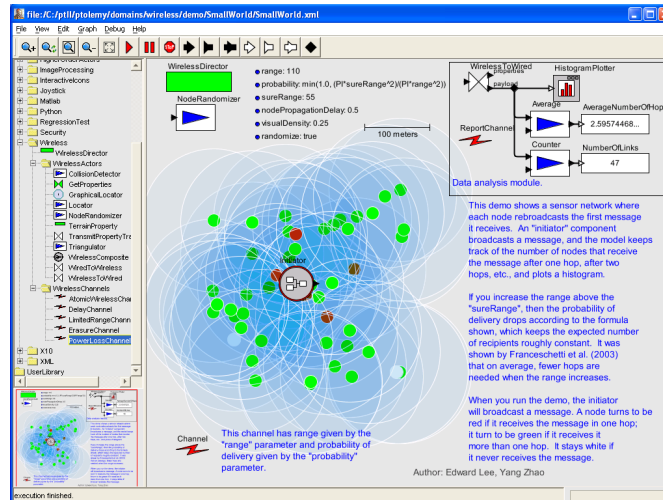 file:/C:/ptII/ptolemy/domains/wireless/demo/SmallWorld/SmallWorld.xml
File View Edit Graph Debug Help
HigherOrderActors
ImageProcessing
InteractiveIcons
Joystick
Matlab
Python
RegressionTest
Security
Wireless
WirelessDirector
WirelessActors
CollisionDetector
GetProperties
GraphicalLocator
Locator
NodeRandomizer
TerrainProperty
TransmitPropertyTra
Triangulator
WirelessComposite
WiredToWireless
WirelessToWired
WirelessChannels
AtomicWirelessChar
DelayChannel
LimitedRangeChann
ErasureChannel
PowerLossChannel
X10
XML
UserLibrary
WirelessDirector
NodeRandomizer
range: 110
probability: min(1.0, (PI*sureRange^2)/(PI*range^2))
sureRange: 55
nodePropagationDelay: 0.5
visualDensity: 0.25
randomize: true
100 meters
WirelessToWired
properties
payload
HistogramPlotter
Average
AverageNumberOfHop
2.59574468...
ReportChannel
Counter
NumberOfLinks
47
Data analysis module.
Initiator
This demo shows a sensor network where
each node rebroadcasts the first message
it receives. An "initiator" component
broadcasts a message, and the model keeps
track of the number of nodes that receive
the message after one hop, after two
hops, etc., and plots a histogram.
If you increase the range above the
"sureRange", then the probability of
delivery drops according to the formula
shown, which keeps the expected number
of recipients roughly constant. It was
shown by Franceschetti et al. (2003)
that on average, fewer hops are
needed when the range increases.
When you run the demo, the initiator
will broadcast a message. A node turns to be
red if it receives the message in one hop;
it turn to be green if it receives it
more than one hop. It stays white if
it never receives the message.
Channel
This channel has range given by the
"range" parameter and probability of
delivery given by the "probability"
parameter.
Author: Edward Lee, Yang Zhao
execution finished.